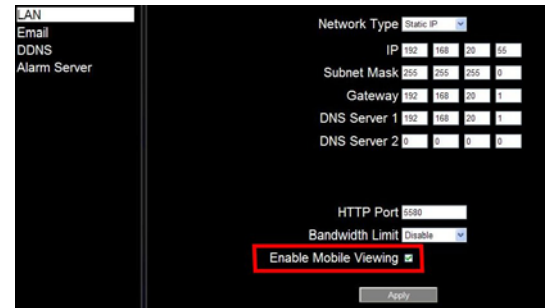 LAN
Email
DDNS
Alarm Server
Network Type Static IP
IP 192 168 20 55
Subnet Mask 255 255 255 0
Gateway 192 168 20 1
DNS Server 1 192 168 20 1
DNS Server 2 0 0 0 0
HTTP Port 5580
Bandwidth Limit Disable
Enable Mobile Viewing
Apply